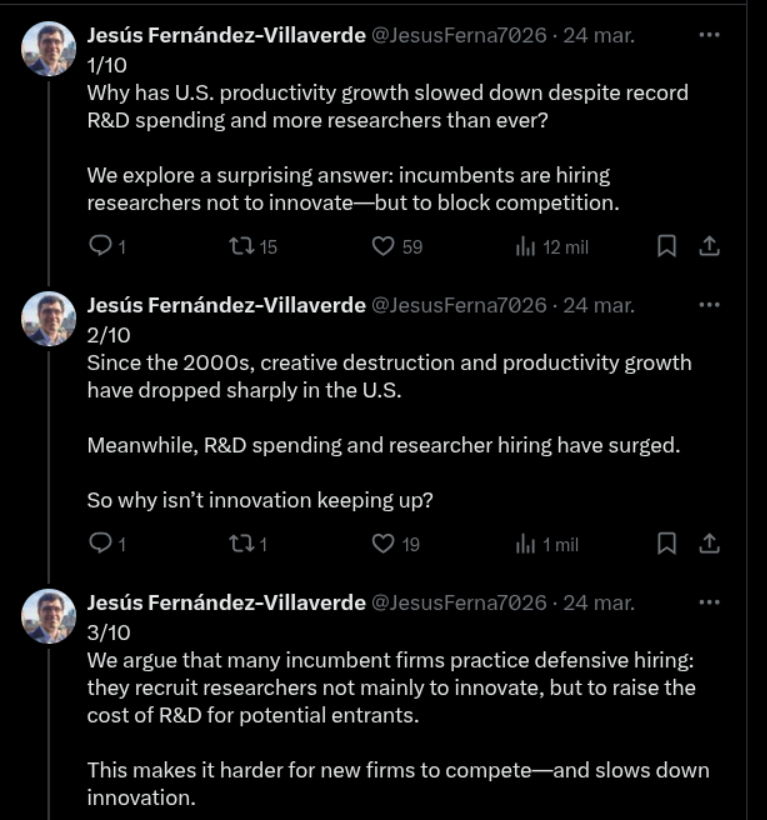 Jesús Fernández-Villaverde @JesusFerna7026 · 24 mar.
1/10
Why has U.S. productivity growth slowed down despite record
R&D spending and more researchers than ever?
We explore a surprising answer: incumbents are hiring
researchers not to innovate—but to block competition.
1 15 59 12 mil
Jesús Fernández-Villaverde @JesusFerna7026 · 24 mar.
2/10
Since the 2000s, creative destruction and productivity growth
have dropped sharply in the U.S.
Meanwhile, R&D spending and researcher hiring have surged.
So why isn’t innovation keeping up?
1 1 19 1 mil
Jesús Fernández-Villaverde @JesusFerna7026 · 24 mar.
3/10
We argue that many incumbent firms practice defensive hiring:
they recruit researchers not mainly to innovate, but to raise the
cost of R&D for potential entrants.
This makes it harder for new firms to compete—and slows down
innovation.